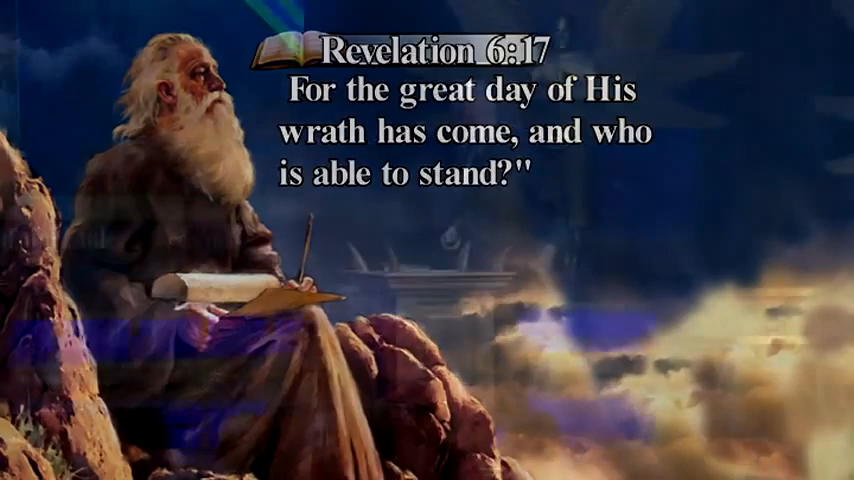 Revelation 6:17
For the great day of His
wrath has come, and who
is able to stand?"